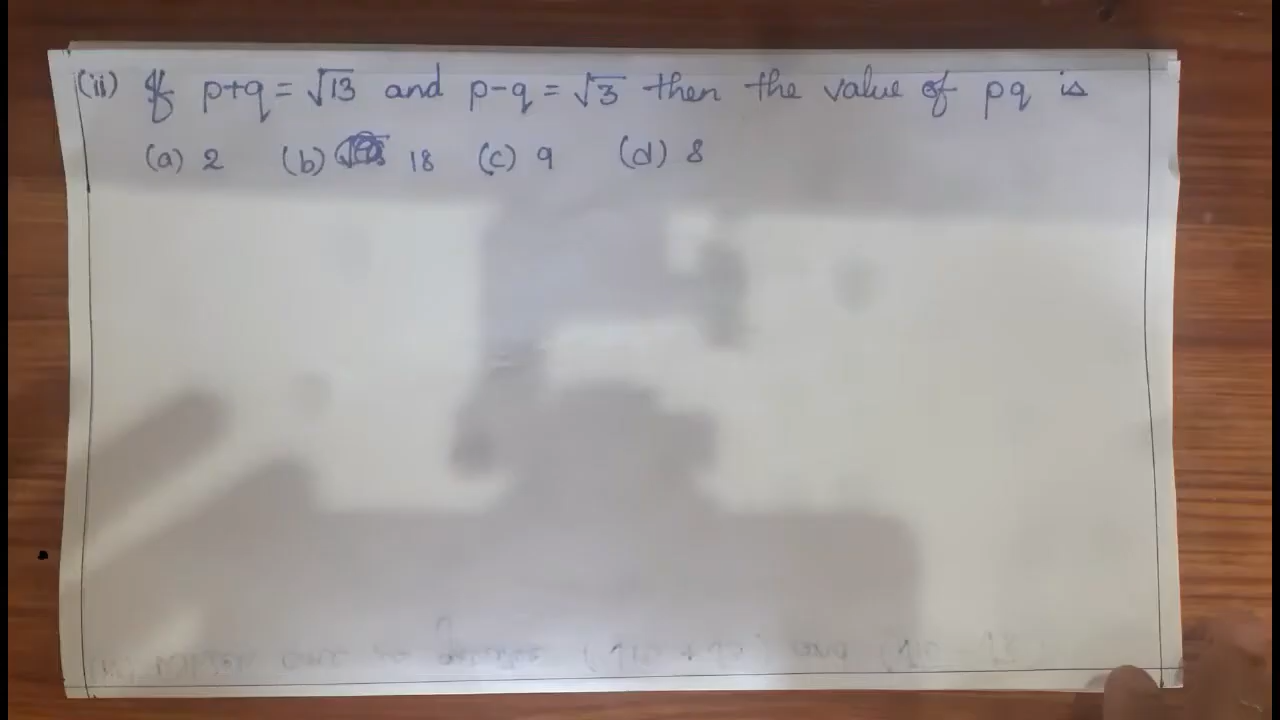 (ii) If p+q = √13 and p-q = √3 then the value of pq is
(a) 2 (b) 18 (c) 9 (d) 8